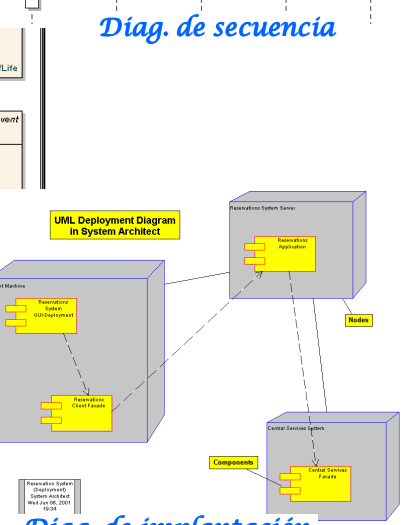 Diag. de secuencia
UML Deployment Diagram
in System Architect
Reservations System Server
Reservations
Application
Reservations
System
GUI:Deployment
Nodes
Reservations
Client Facade
Central Services System
Components
Central Services
Facade
Reservation System
(Deployment)
System Architect
Wed Jun 06, 2001
10:34
Diag. de implantación